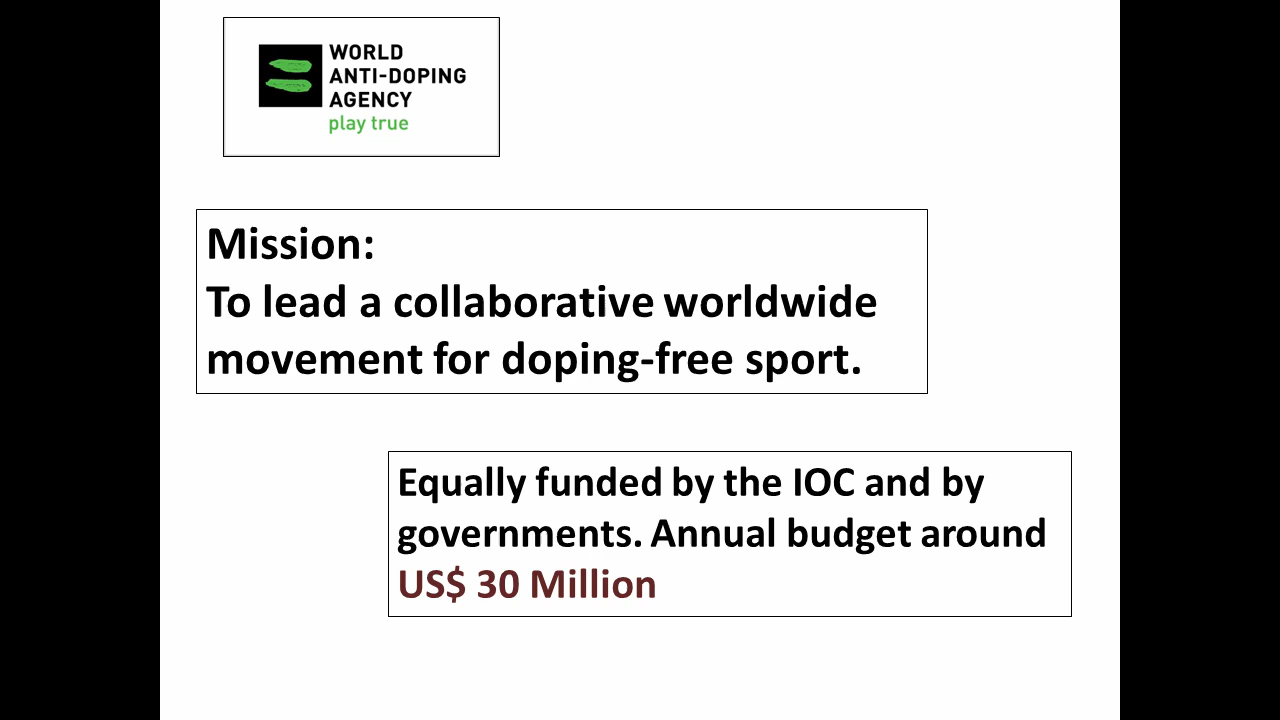 WORLD
ANTI-DOPING
AGENCY
play true
Mission:
To lead a collaborative worldwide
movement for doping-free sport.
Equally funded by the IOC and by
governments. Annual budget around
US$ 30 Million